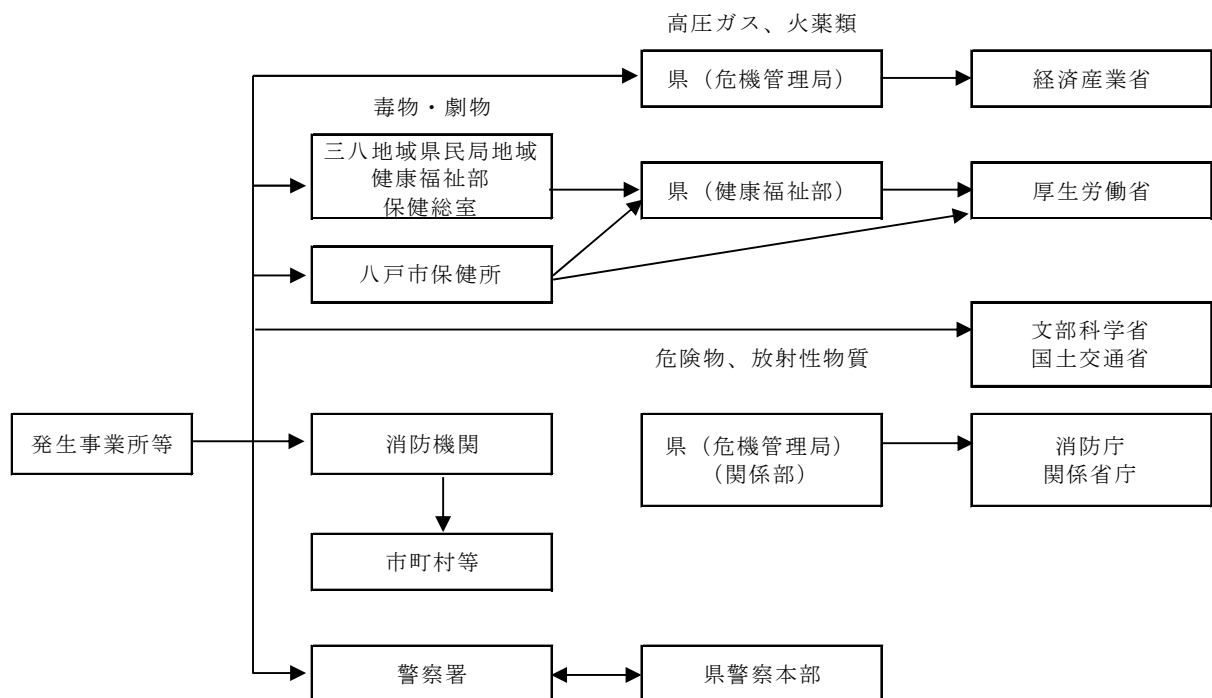 高圧ガス、火薬類
県（危機管理局）
経済産業省
毒物・劇物
三八地域県民局地域
健康福祉部
保健総室
県（健康福祉部）
厚生労働省
八戸市保健所
文部科学省
国土交通省
危険物、放射性物質
発生事業所等
消防機関
県（危機管理局）
（関係部）
消防庁
関係省庁
市町村等
警察署
県警察本部